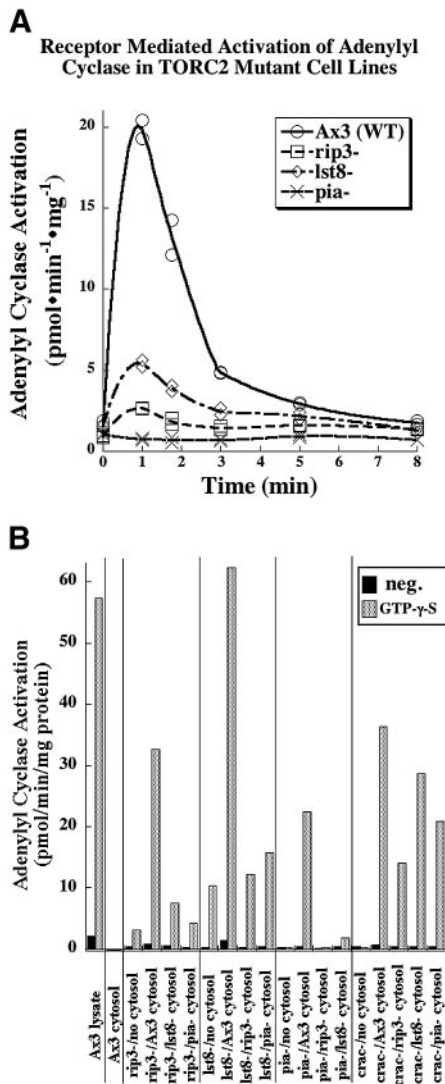 A
Receptor Mediated Activation of Adenylyl
Cyclase in TORC2 Mutant Cell Lines
Adenylyl Cyclase Activation
(pmol•min⁻¹•mg⁻¹)
20
15
10
5
0
Ax3 (WT)
rip3-
lst8-
pia-
0 1 2 3 4 5 6 7 8
Time (min)
B
Adenylyl Cyclase Activation
(pmol/min/mg protein)
60
50
40
30
20
10
0
neg.
GTP-γ-S
Ax3 lysate
Ax3 cytosol
rip3-/no cytosol
rip3-/Ax3 cytosol
rip3-/lst8- cytosol
rip3-/pia- cytosol
lst8-/no cytosol
lst8-/Ax3 cytosol
lst8-/rip3- cytosol
lst8-/pia- cytosol
pia-/no cytosol
pia-/Ax3 cytosol
pia-/rip3- cytosol
pia-/lst8- cytosol
crac-/no cytosol
crac-/Ax3 cytosol
crac-/rip3- cytosol
crac-/lst8- cytosol
crac/pia- cytosol